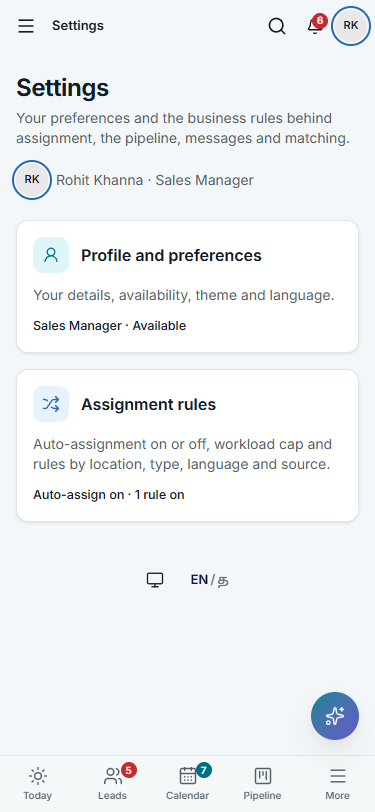 Settings
6
RK
Settings
Your preferences and the business rules behind
assignment, the pipeline, messages and matching.
RK
Rohit Khanna · Sales Manager
Profile and preferences
Your details, availability, theme and language.
Sales Manager · Available
Assignment rules
Auto-assignment on or off, workload cap and
rules by location, type, language and source.
Auto-assign on · 1 rule on
EN / த
Today
Leads 5
Calendar 7
Pipeline
More